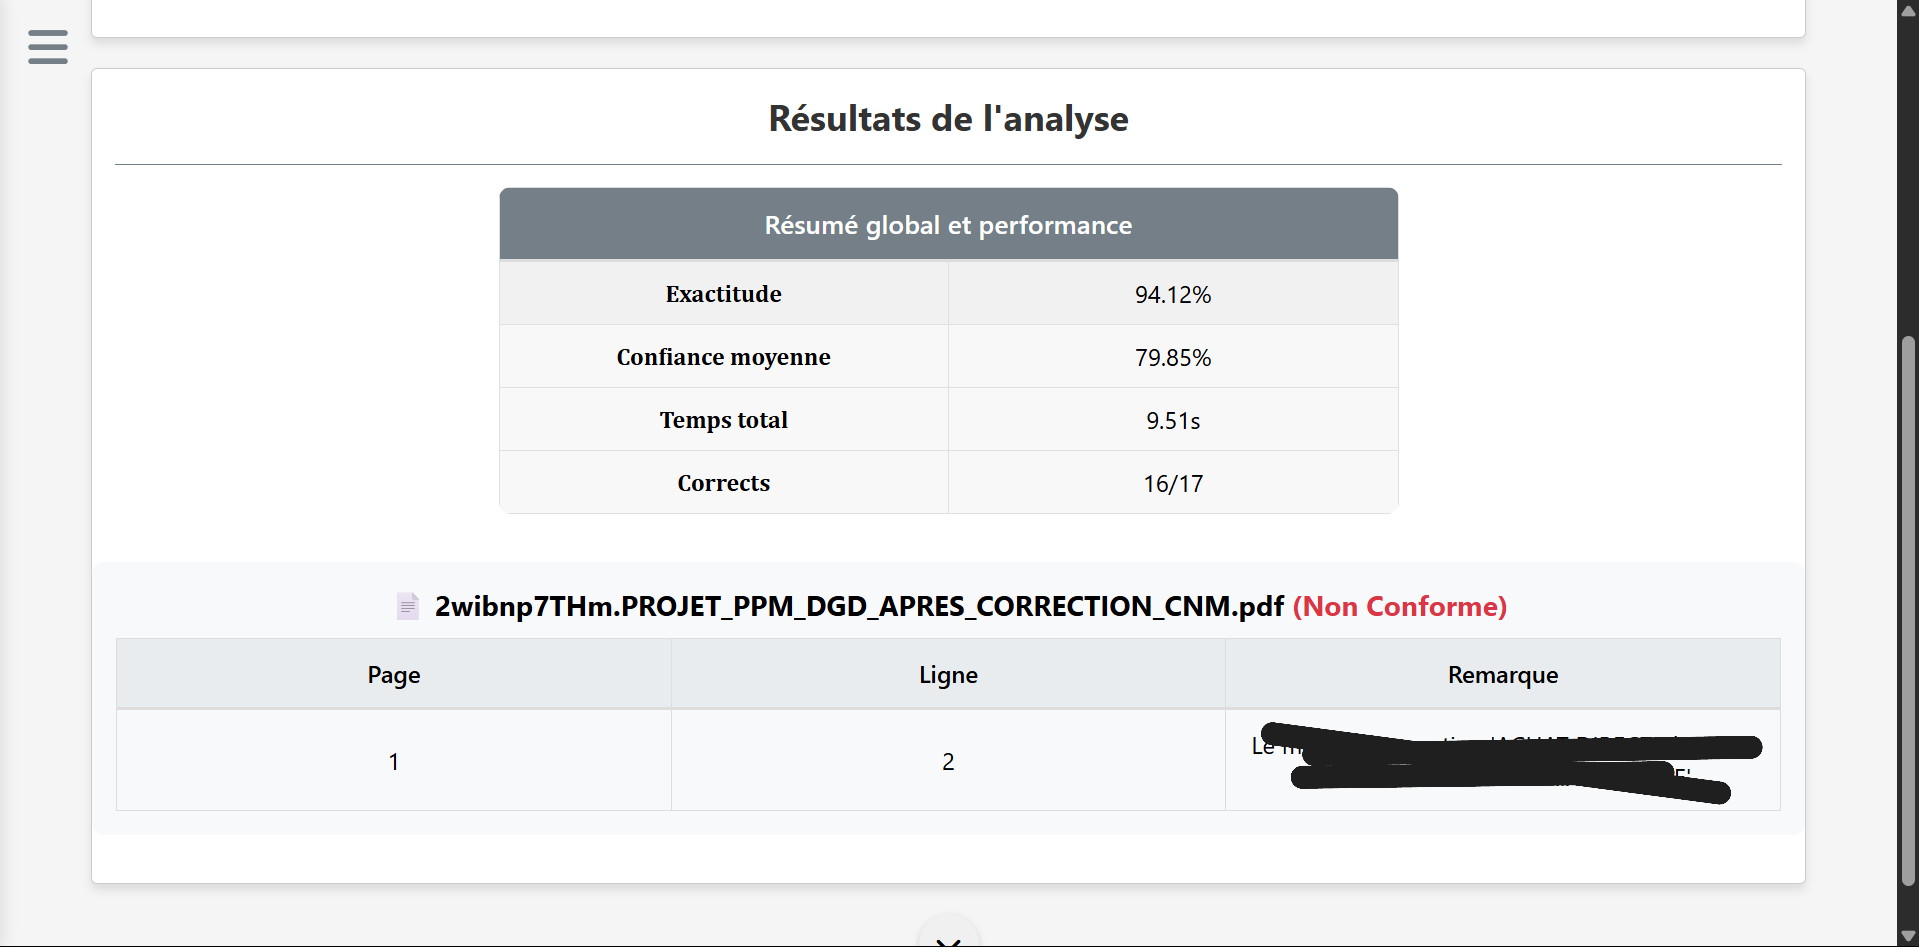 Résultats de l'analyse
Résumé global et performance
Exactitude 94.12%
Confiance moyenne 79.85%
Temps total 9.51s
Corrects 16/17
2wibnp7THm.PROJET_PPM_DGD_APRES_CORRECTION_CNM.pdf (Non Conforme)
Page Ligne Remarque
1 2 Le